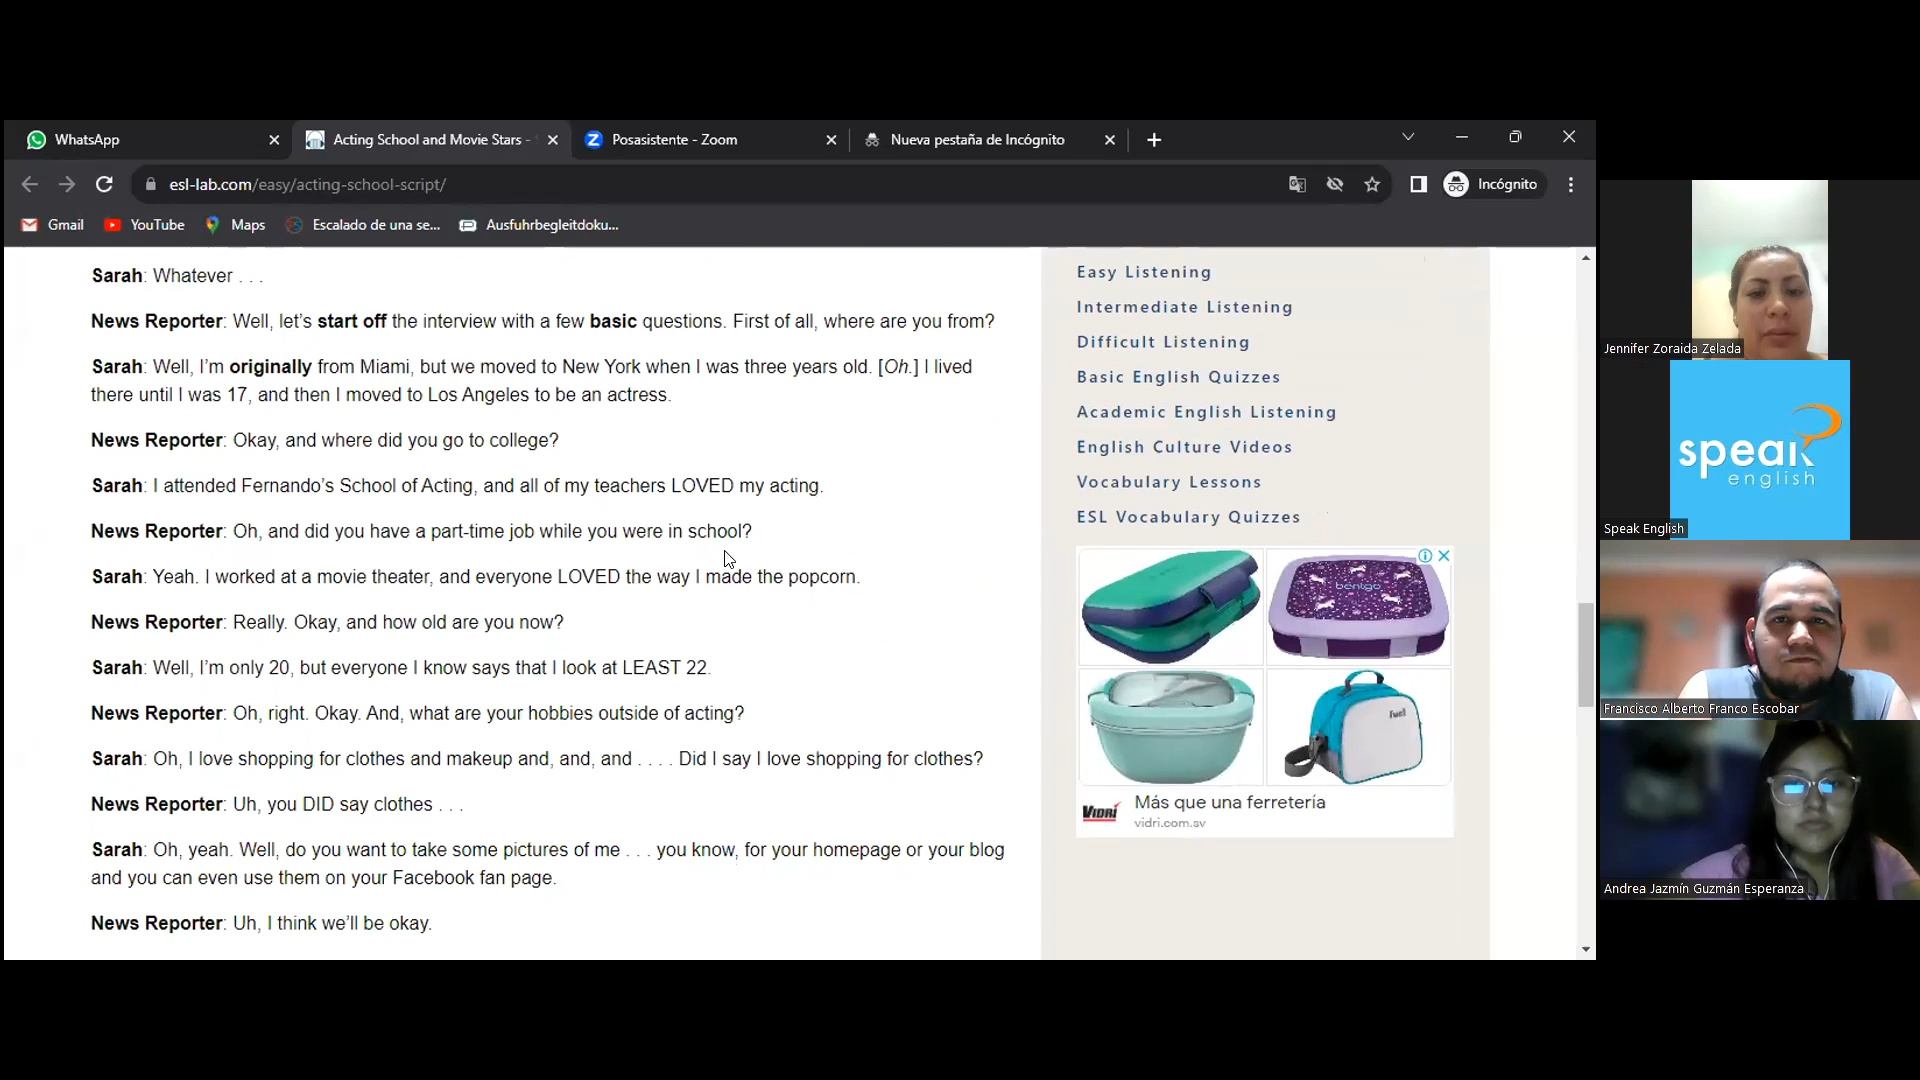 WhatsApp
Acting School and Movie Stars -
Posasistente - Zoom
Nueva pestaña de Incógnito
esl-lab.com/easy/acting-school-script/
Incógnito
Gmail
YouTube
Maps
Escalado de una se...
Ausfuhrbegleitdoku...
Sarah: Whatever . . .
News Reporter: Well, let’s start off the interview with a few basic questions. First of all, where are you from?
Sarah: Well, I’m originally from Miami, but we moved to New York when I was three years old. [Oh.] I lived
there until I was 17, and then I moved to Los Angeles to be an actress.
News Reporter: Okay, and where did you go to college?
Sarah: I attended Fernando’s School of Acting, and all of my teachers LOVED my acting.
News Reporter: Oh, and did you have a part-time job while you were in school?
Sarah: Yeah. I worked at a movie theater, and everyone LOVED the way I made the popcorn.
News Reporter: Really. Okay, and how old are you now?
Sarah: Well, I’m only 20, but everyone I know says that I look at LEAST 22.
News Reporter: Oh, right. Okay. And, what are your hobbies outside of acting?
Sarah: Oh, I love shopping for clothes and makeup and, and, and . . . . Did I say I love shopping for clothes?
News Reporter: Uh, you DID say clothes . . .
Sarah: Oh, yeah. Well, do you want to take some pictures of me . . . you know, for your homepage or your blog
and you can even use them on your Facebook fan page.
News Reporter: Uh, I think we’ll be okay.
Easy Listening
Intermediate Listening
Difficult Listening
Basic English Quizzes
Academic English Listening
English Culture Videos
Vocabulary Lessons
ESL Vocabulary Quizzes
bentgo
fuel
VIDRÍ
Más que una ferretería
vidri.com.sv
Jennifer Zoraida Zelada
speak
english
Speak English
Francisco Alberto Franco Escobar
Andrea Jazmín Guzmán Esperanza